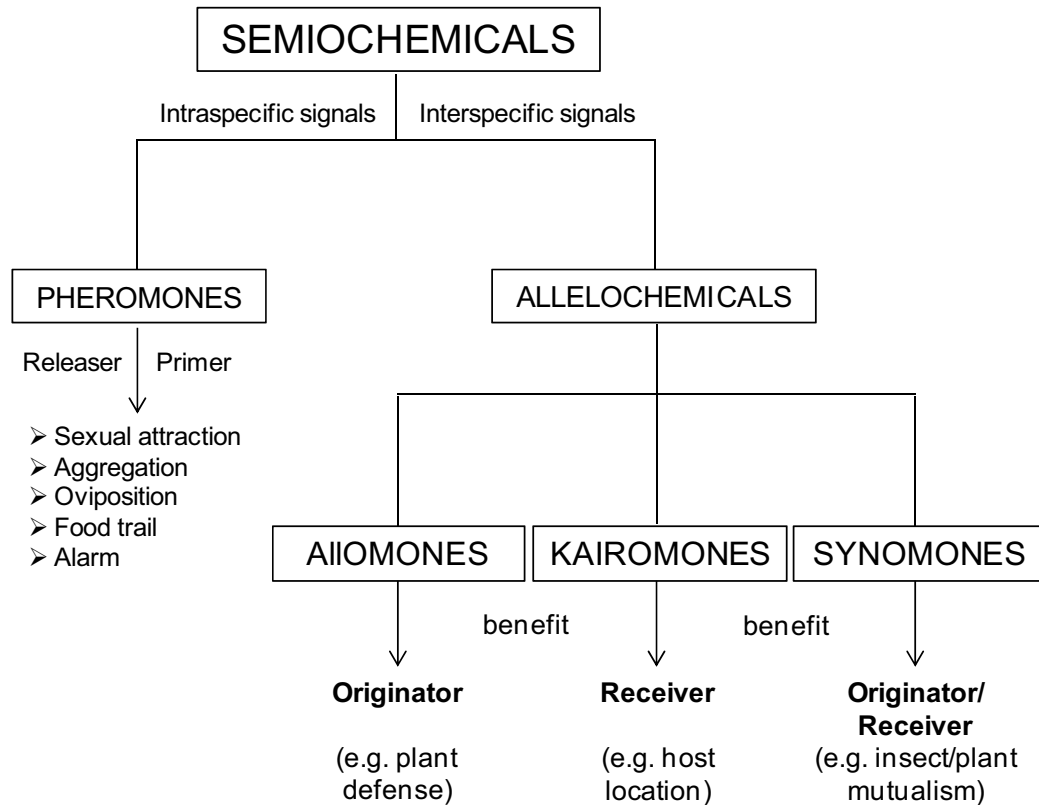 SEMIOCHEMICALS
Intraspecific signals Interspecific signals
PHEROMONES
ALLELOCHEMICALS
Releaser Primer
➢ Sexual attraction
➢ Aggregation
➢ Oviposition
➢ Food trail
➢ Alarm
AllOMONES
KAIROMONES
SYNOMONES
benefit
benefit
Originator
(e.g. plant
defense)
Receiver
(e.g. host
location)
Originator/
Receiver
(e.g. insect/plant
mutualism)